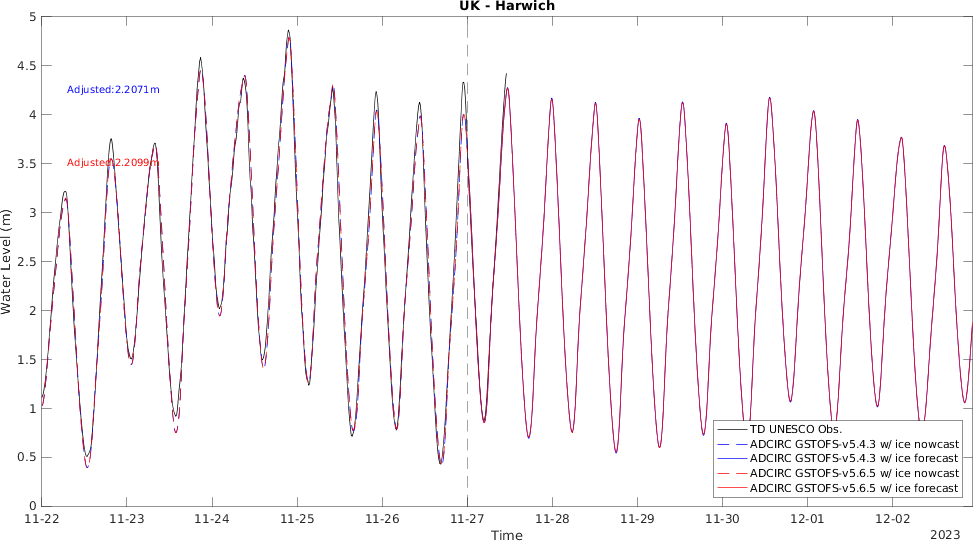 UK - Harwich
5
4.5
4
3.5
3
2.5
2
1.5
1
0.5
0
Water Level (m)
Adjusted:2.2071m
Adjusted:2.2099m
TD UNESCO Obs.
ADCIRC GSTOFS-v5.4.3 w/ ice nowcast
ADCIRC GSTOFS-v5.4.3 w/ ice forecast
ADCIRC GSTOFS-v5.6.5 w/ ice nowcast
ADCIRC GSTOFS-v5.6.5 w/ ice forecast
11-22 11-23 11-24 11-25 11-26 11-27 11-28 11-29 11-30 12-01 12-02
Time
2023